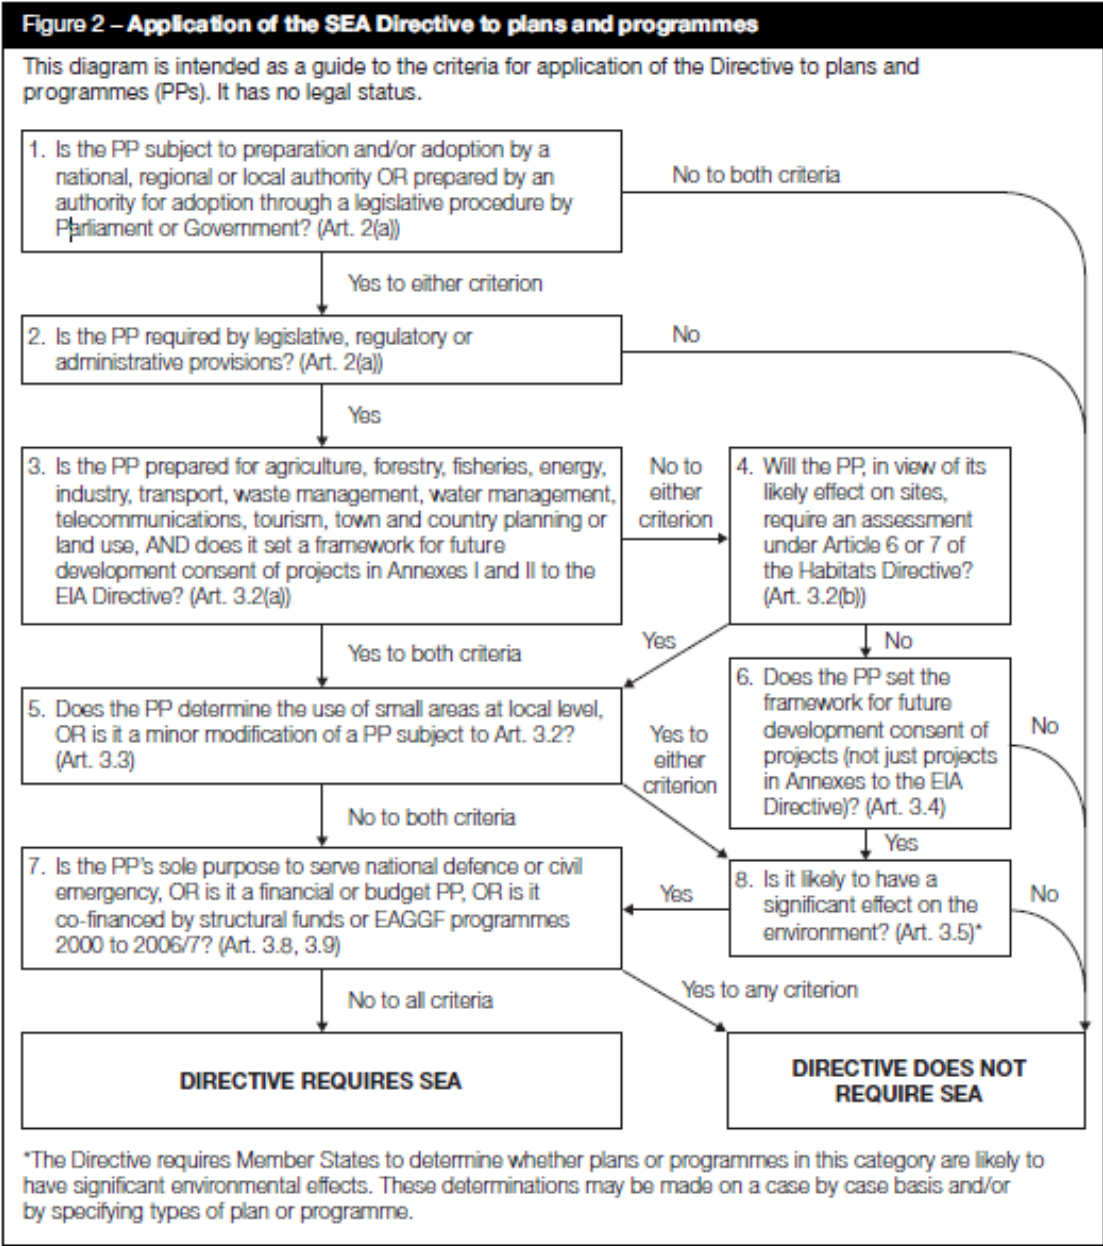 Figure 2 – Application of the SEA Directive to plans and programmes
This diagram is intended as a guide to the criteria for application of the Directive to plans and
programmes (PPs). It has no legal status.
1. Is the PP subject to preparation and/or adoption by a
national, regional or local authority OR prepared by an
authority for adoption through a legislative procedure by
Parliament or Government? (Art. 2(a))
No to both criteria
Yes to either criterion
2. Is the PP required by legislative, regulatory or
administrative provisions? (Art. 2(a))
No
Yes
3. Is the PP prepared for agriculture, forestry, fisheries, energy,
industry, transport, waste management, water management,
telecommunications, tourism, town and country planning or
land use, AND does it set a framework for future
development consent of projects in Annexes I and II to the
EIA Directive? (Art. 3.2(a))
No to
either
criterion
4. Will the PP, in view of its
likely effect on sites,
require an assessment
under Article 6 or 7 of
the Habitats Directive?
(Art. 3.2(b))
Yes to both criteria
Yes
No
5. Does the PP determine the use of small areas at local level,
OR is it a minor modification of a PP subject to Art. 3.2?
(Art. 3.3)
Yes to
either
criterion
6. Does the PP set the
framework for future
development consent of
projects (not just projects
in Annexes to the EIA
Directive)? (Art. 3.4)
No
No to both criteria
Yes
7. Is the PP's sole purpose to serve national defence or civil
emergency, OR is it a financial or budget PP, OR is it
co-financed by structural funds or EAGGF programmes
2000 to 2006/7? (Art. 3.8, 3.9)
Yes
8. Is it likely to have a
significant effect on the
environment? (Art. 3.5)*
No
No to all criteria
Yes to any criterion
DIRECTIVE REQUIRES SEA
DIRECTIVE DOES NOT
REQUIRE SEA
*The Directive requires Member States to determine whether plans or programmes in this category are likely to
have significant environmental effects. These determinations may be made on a case by case basis and/or
by specifying types of plan or programme.